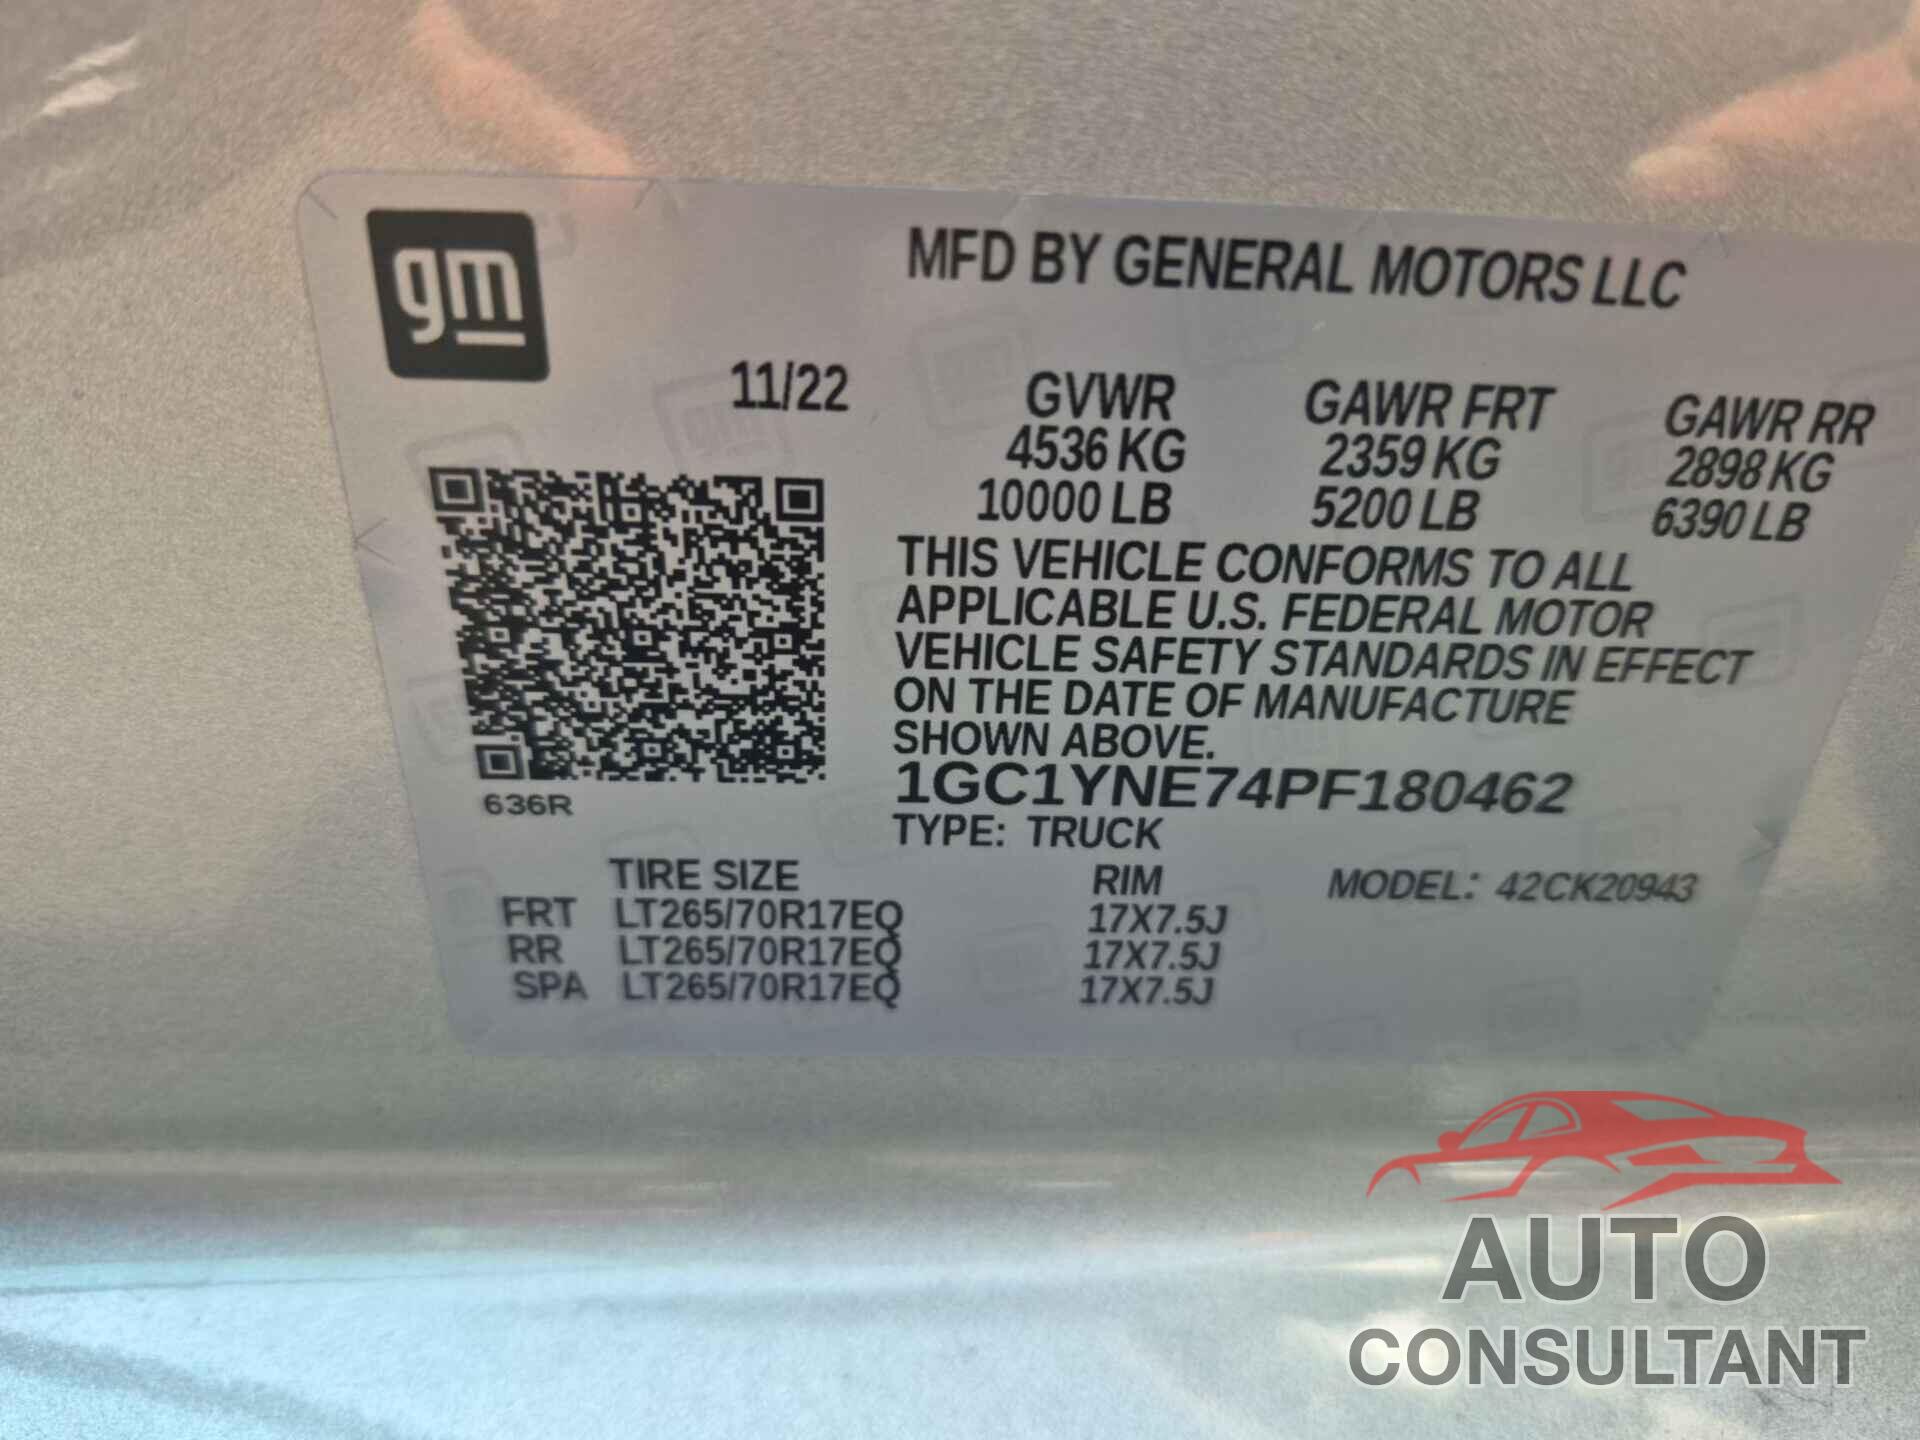 gm
MFD BY GENERAL MOTORS LLC
11/22 GVWR GAWR FRT GAWR RR
4536 KG 2359 KG 2898 KG
10000 LB 5200 LB 6390 LB
THIS VEHICLE CONFORMS TO ALL
APPLICABLE U.S. FEDERAL MOTOR
VEHICLE SAFETY STANDARDS IN EFFECT
ON THE DATE OF MANUFACTURE
SHOWN ABOVE.
1GC1YNE74PF180462
636R
TYPE: TRUCK
TIRE SIZE RIM MODEL: 42CK20943
FRT LT265/70R17EQ 17X7.5J
RR LT265/70R17EQ 17X7.5J
SPA LT265/70R17EQ 17X7.5J
AUTO
CONSULTANT